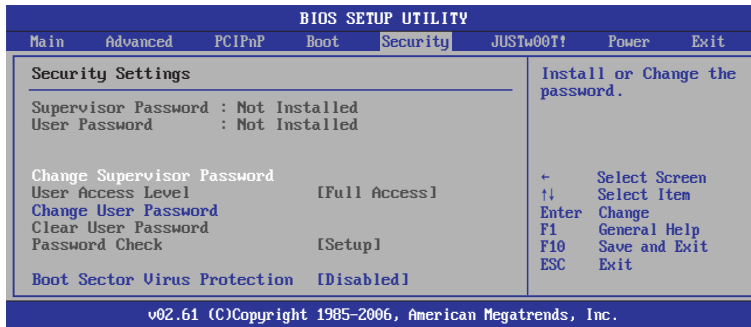 BIOS SETUP UTILITY
Main Advanced PCIPnP Boot Security JUSTw00T! Power Exit
Security Settings
Supervisor Password : Not Installed
User Password : Not Installed
Change Supervisor Password
User Access Level [Full Access]
Change User Password
Clear User Password
Password Check [Setup]
Boot Sector Virus Protection [Disabled]
Install or Change the
password.
← Select Screen
↑↓ Select Item
Enter Change
F1 General Help
F10 Save and Exit
ESC Exit
v02.61 (C)Copyright 1985-2006, American Megatrends, Inc.